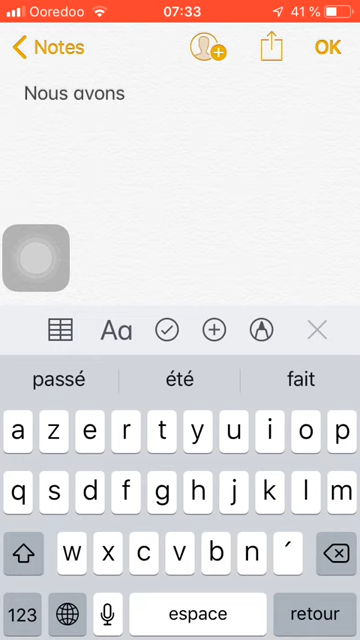 Ooredoo 07:33 41 %
Notes OK
Nous avons
Aa
passé été fait
a z e r t y u i o p
q s d f g h j k l m
w x c v b n ´
123 espace retour